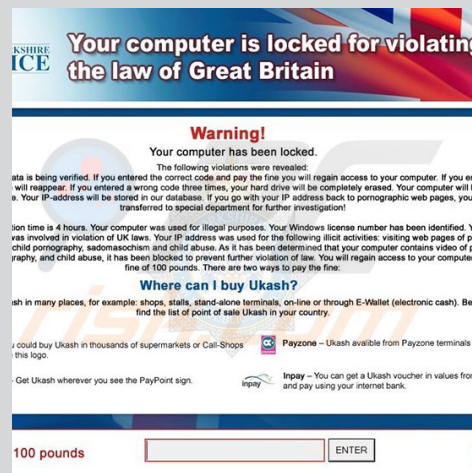 KSHIRE
ICE
Your computer is locked for violating
the law of Great Britain
Warning!
Your computer has been locked.
The following violations were revealed:
ata is being verified. If you entered the correct code and pay the fine you will regain access to your computer. If you en
will reappear. If you entered a wrong code three times, your hard drive will be completely erased. Your computer will
e. Your IP-address will be stored in our database. If you go with your IP address back to pornographic web pages, you
transferred to special department for further investigation!
tion time is 4 hours. Your computer was used for illegal purposes. Your Windows license number has been identified. Y
was involved in violation of UK laws. Your IP address was used for the following illicit activities: visiting web pages of p
child pornography, sadomasochism and child abuse. As it has been determined that your computer contains video of p
raphy, and child abuse, it has been blocked to prevent further violation of law. You will regain access to your compute
fine of 100 pounds. There are two ways to pay the fine:
Where can I buy Ukash?
sh in many places, for example: shops, stalls, stand-alone terminals, on-line or through E-Wallet (electronic cash). Be
find the list of point of sale Ukash in your country.
could buy Ukash in thousands of supermarkets or Call-Shops
this logo.
Payzone – Ukash avalible from Payzone terminals
- Get Ukash wherever you see the PayPoint sign.
inpay
Inpay – You can get a Ukash voucher in values from
and pay using your internet bank.
100 pounds
ENTER